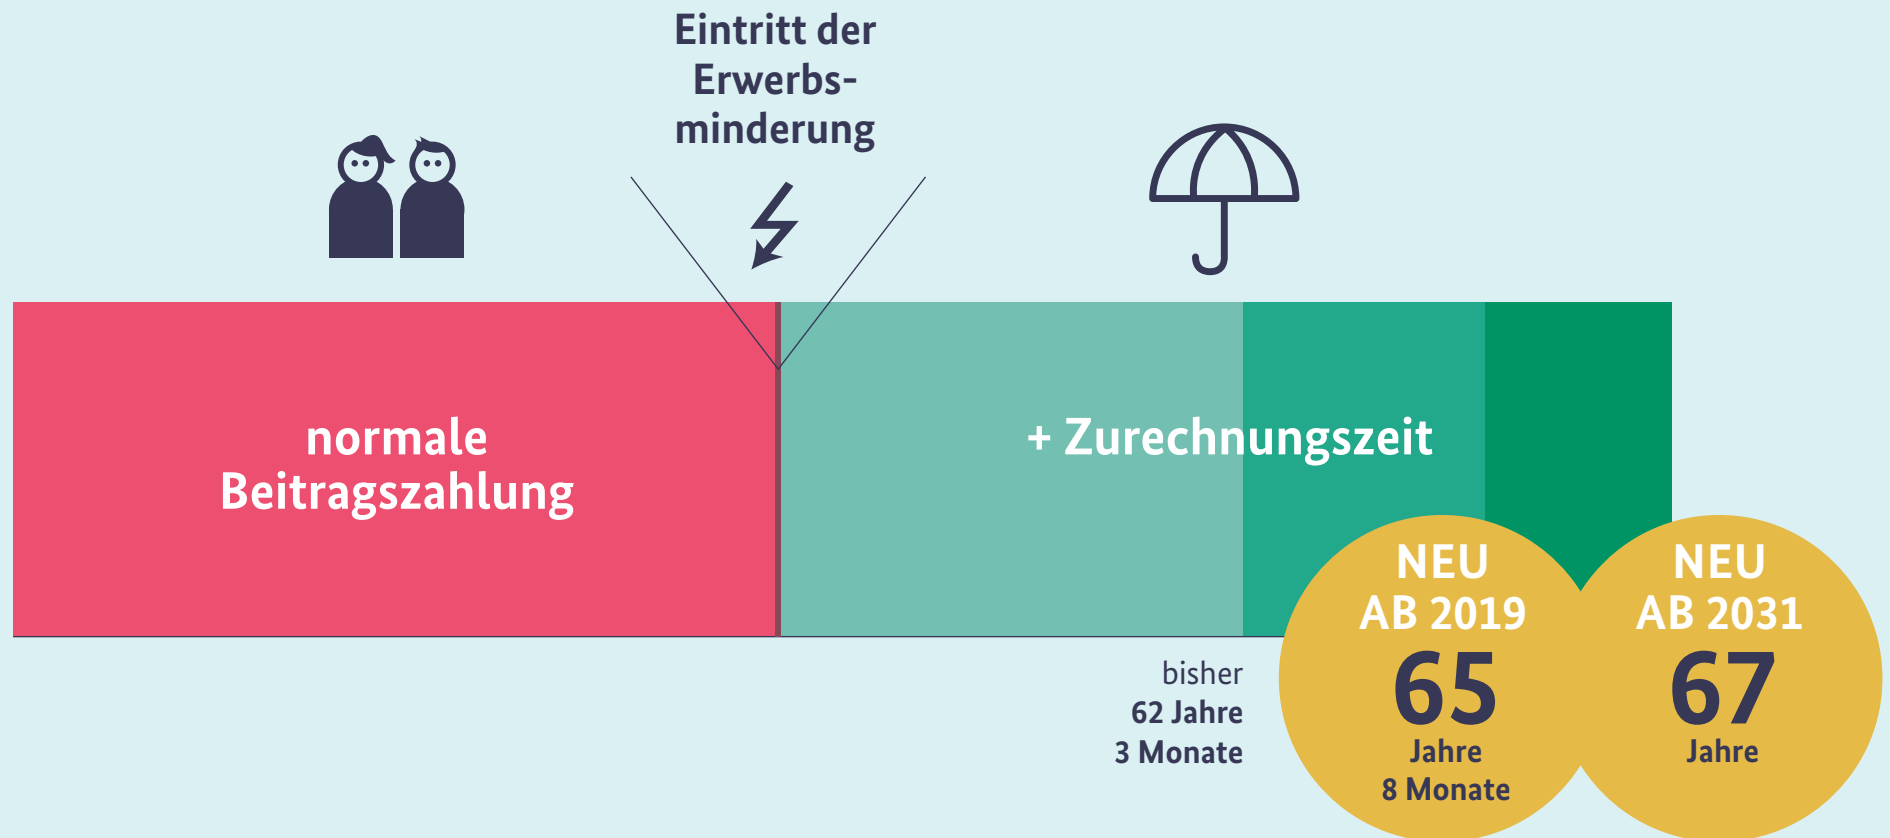 Eintritt der
Erwerbs-
minderung
normale
Beitragszahlung
+ Zurechnungszeit
bisher
62 Jahre
3 Monate
NEU
AB 2019
65
Jahre
8 Monate
NEU
AB 2031
67
Jahre